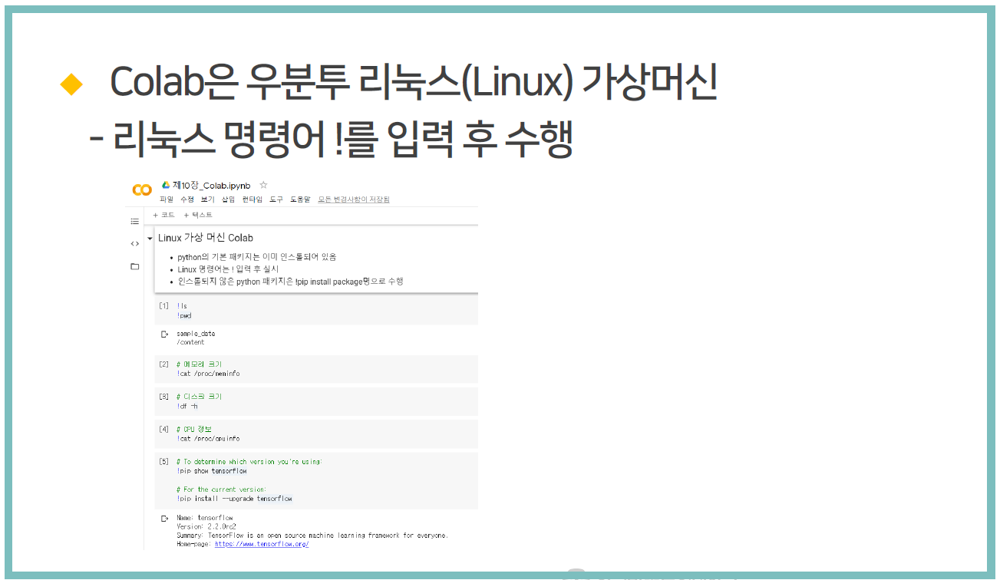 Colab은 우분투 리눅스(Linux) 가상머신
- 리눅스 명령어 !를 입력 후 수행
제10장_Colab.ipynb
파일 수정 보기 삽입 런타임 도구 도움말 모든 변경사항이 저장됨
+ 코드 + 텍스트
Linux 가상 머신 Colab
• python의 기본 패키지는 이미 인스톨되어 있음
• Linux 명령어는 ! 입력 후 실시
• 인스톨되지 않은 python 패키지은 !pip install package명으로 수행
[1] !ls
!pwd
sample_data
/content
[2] # 메모리 크기
!cat /proc/meminfo
[3] # 디스크 크기
!df -h
[4] # CPU 정보
!cat /proc/cpuinfo
[5] # To determine which version you're using:
!pip show tensorflow
# For the current version:
!pip install --upgrade tensorflow
Name: tensorflow
Version: 2.2.0rc2
Summary: TensorFlow is an open source machine learning framework for everyone.
Home-page: https://www.tensorflow.org/